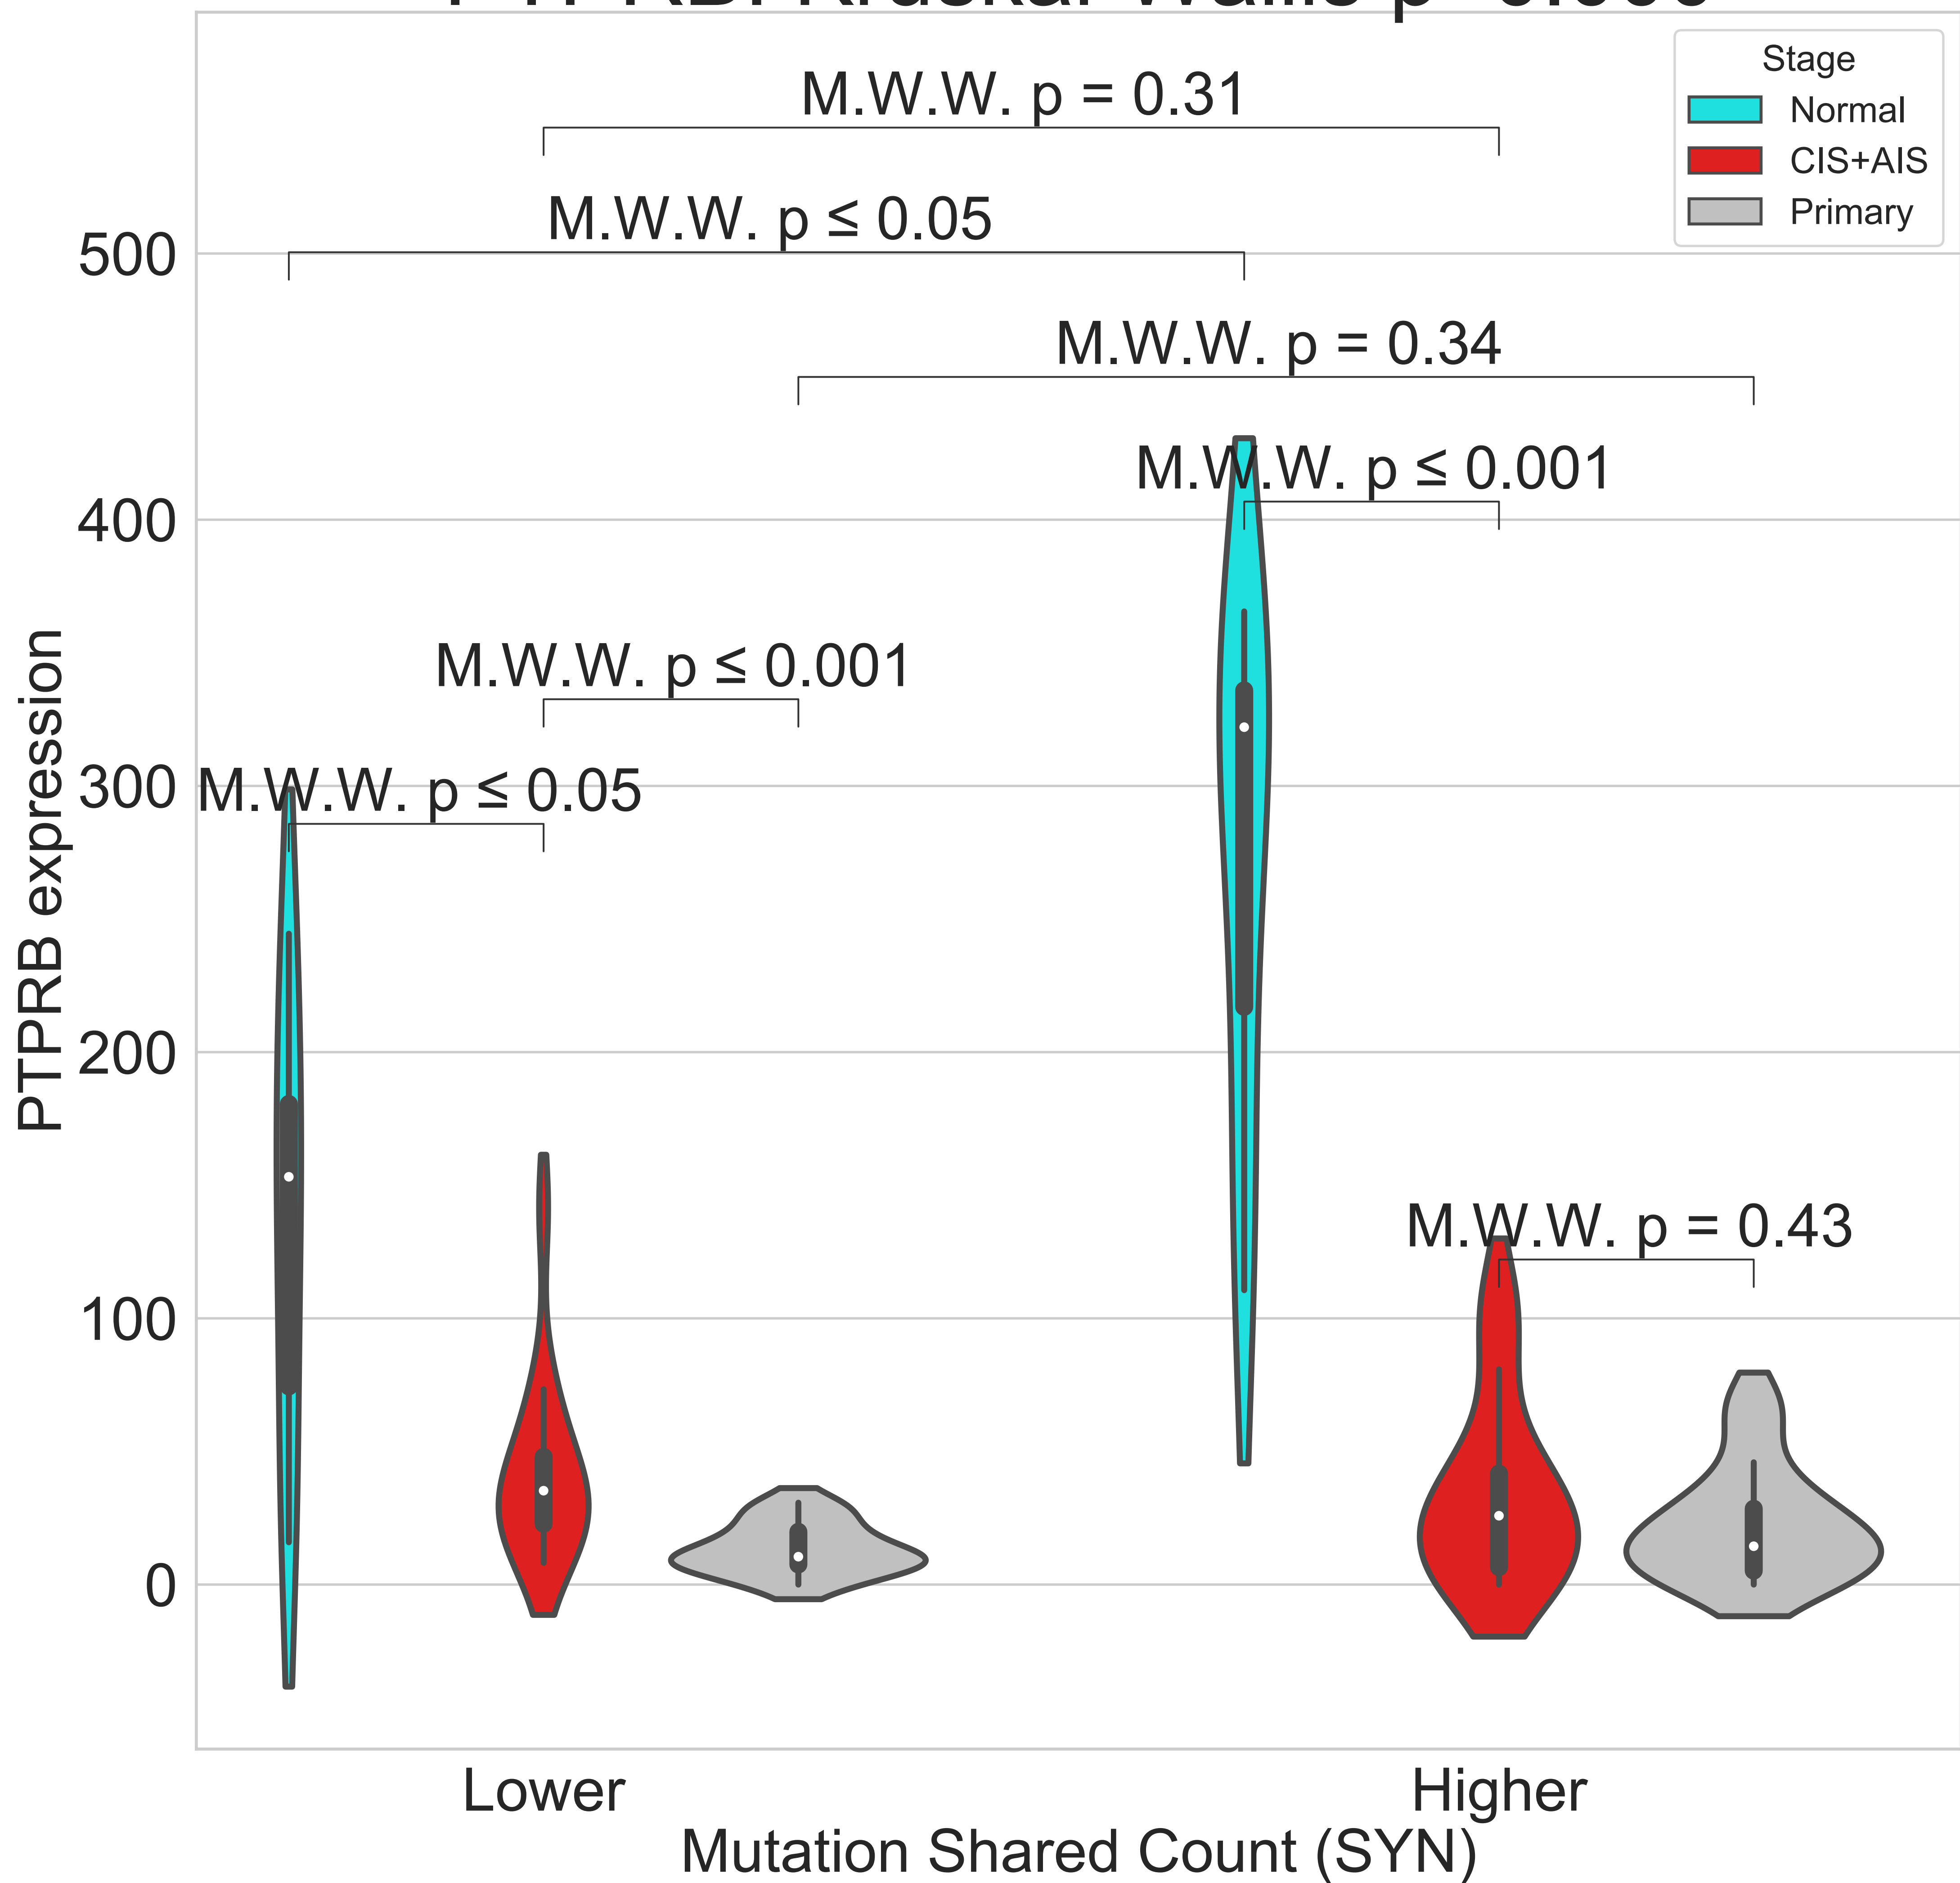 Stage
Normal
CIS+AIS
Primary
M.W.W. p = 0.31
M.W.W. p ≤ 0.05
M.W.W. p = 0.34
M.W.W. p ≤ 0.001
M.W.W. p ≤ 0.001
M.W.W. p ≤ 0.05
M.W.W. p = 0.43
500
400
300
200
100
0
PTPRB expression
Lower
Higher
Mutation Shared Count (SYN)